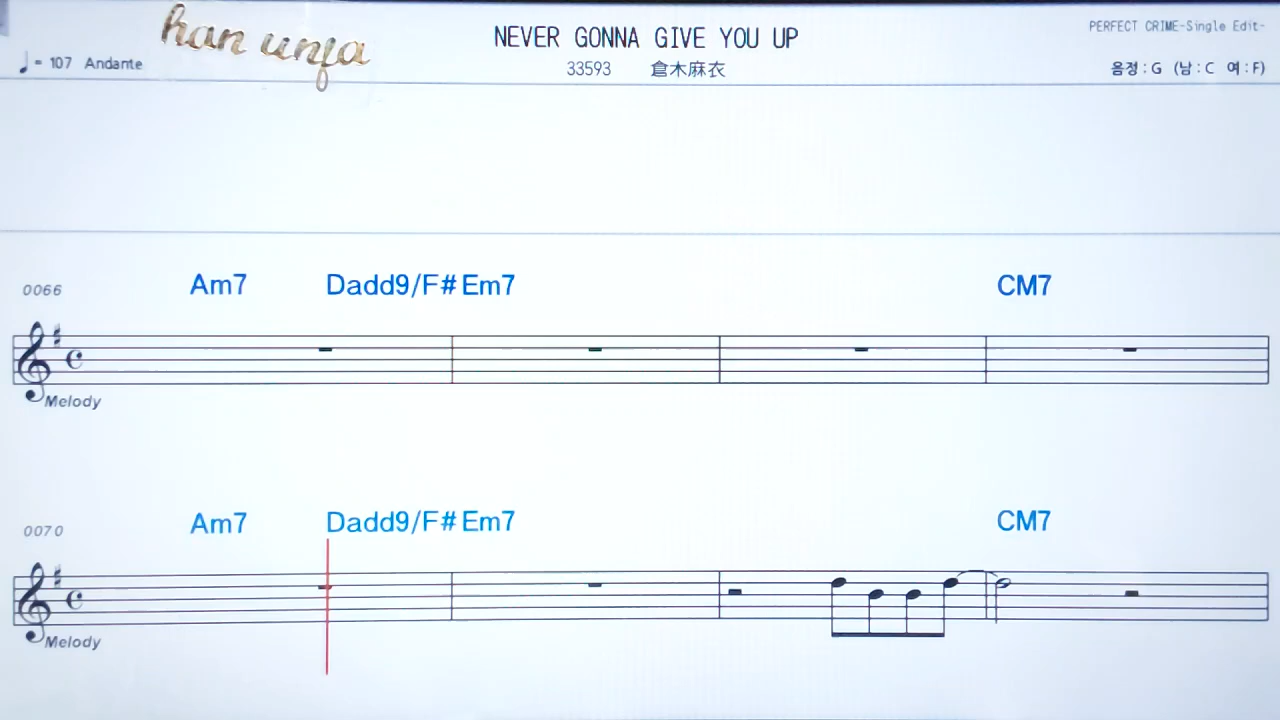 han unfa
NEVER GONNA GIVE YOU UP
PERFECT CRIME-Single Edit-
♩= 107 Andante
33593 倉木麻衣
음정:G (남:C 여:F)
0066 Am7 Dadd9/F# Em7 CM7
Melody
0070 Am7 Dadd9/F# Em7 CM7
Melody